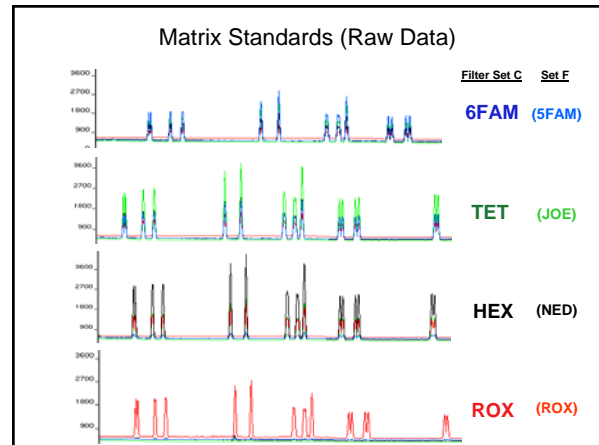 Matrix Standards (Raw Data)
Filter Set C Set F
3600
2700
1800
900
0
6FAM (5FAM)
3600
2700
1800
900
TET (JOE)
3600
2700
1800
900
HEX (NED)
3600
2700
1800
900
ROX (ROX)